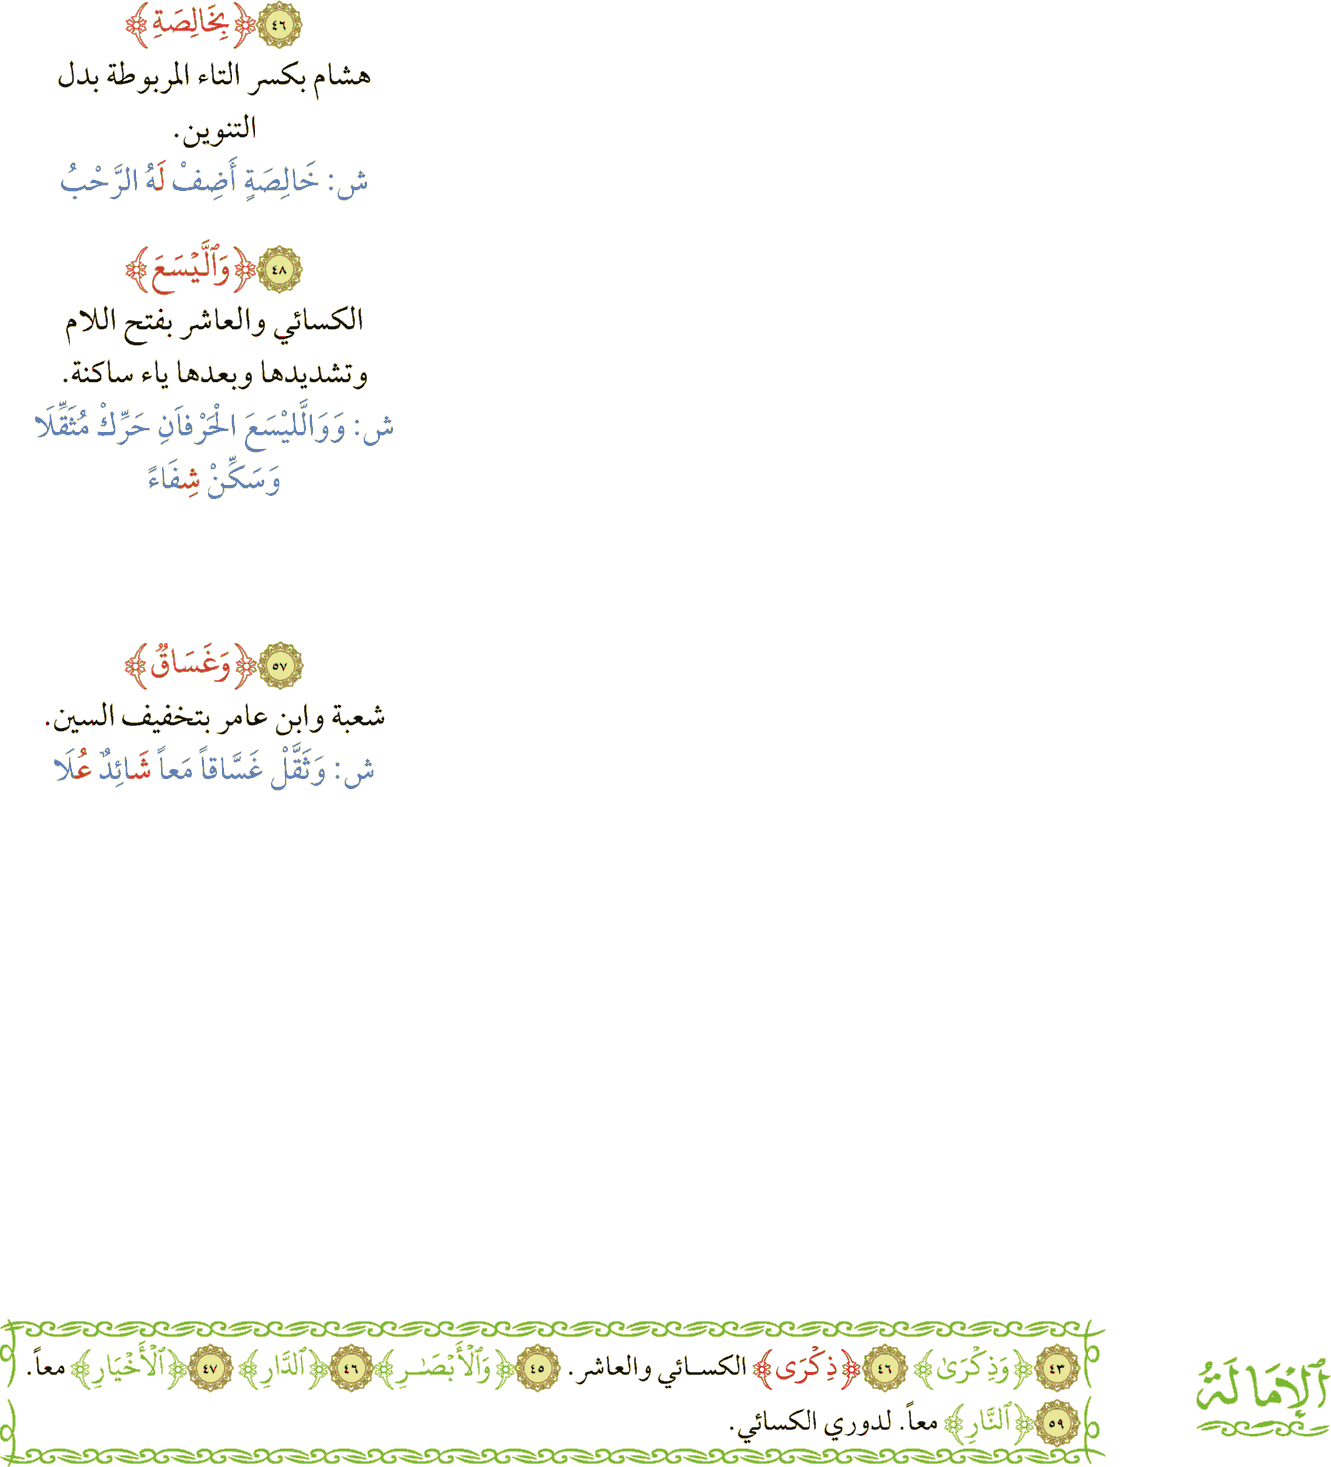 ٤٦ ﴿بِخَالِصَةِ﴾
هشام بكسر التاء المربوطة بدل
التنوين.
ش: خَالِصَةٍ أَضِفْ لَهُ الرَّحْبُ
٤٨ ﴿وَٱلَّيْسَعَ﴾
الكسائي والعاشر بفتح اللام
وتشديدها وبعدها ياء ساكنة.
ش: وَوَالَّليْسَعَ الْحَرْفَانِ حَرِّكْ مُثَقِّلَا
وَسَكِّنْ شِفَاءً
٥٧ ﴿وَغَسَاقٌ﴾
شعبة وابن عامر بتخفيف السين.
ش: وَثَقَّلْ غَسَّاقاً مَعاً شَائِدٌ عُلَا
٤٣ ﴿وَذِكْرَىٰ﴾ ٤٦ ﴿ذِكْرَى﴾ الكسائي والعاشر. ٤٥ ﴿وَٱلْأَبْصَٰرِ﴾ ٤٦ ﴿ٱلدَّارِ﴾ ٤٧ ﴿ٱلْأَخْيَارِ﴾ معاً.
٥٩ ﴿ٱلنَّارِ﴾ معاً. لدوري الكسائي.
ٱلْإِمَالَةُ